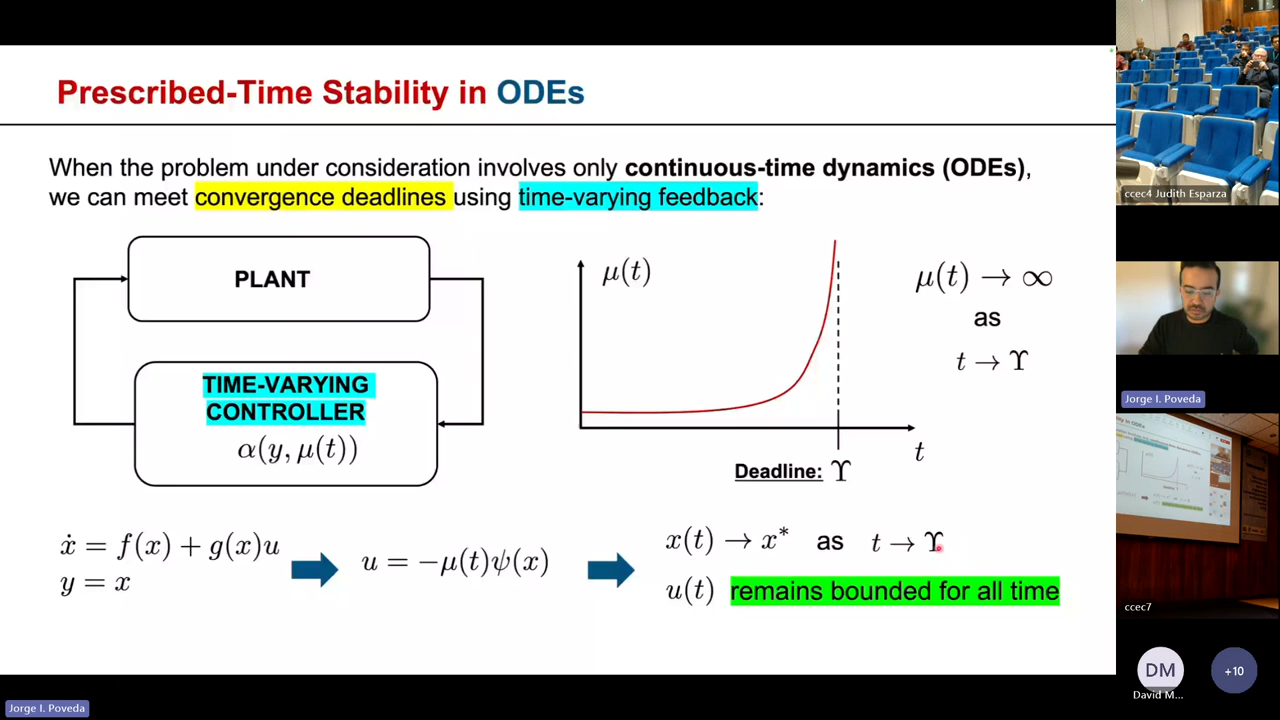 Prescribed-Time Stability in ODEs
When the problem under consideration involves only continuous-time dynamics (ODEs),
we can meet convergence deadlines using time-varying feedback:
PLANT
TIME-VARYING
CONTROLLER
α(y, μ(t))
μ(t)
t
Deadline: ϒ
μ(t) → ∞
as
t → ϒ
ẋ = f(x) + g(x)u
y = x
u = −μ(t)ψ(x)
x(t) → x* as t → ϒ
u(t) remains bounded for all time
Jorge I. Poveda
ccec4 Judith Esparza
Jorge I. Poveda
ccec7
DM
David M...
+10